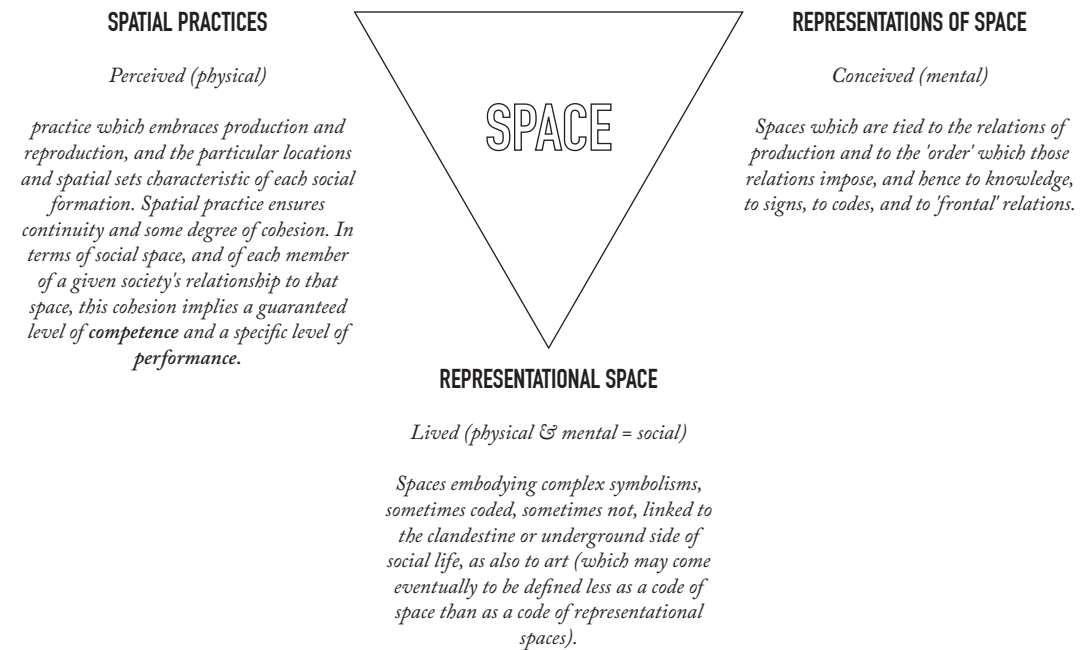 SPATIAL PRACTICES
Perceived (physical)
practice which embraces production and
reproduction, and the particular locations
and spatial sets characteristic of each social
formation. Spatial practice ensures
continuity and some degree of cohesion. In
terms of social space, and of each member
of a given society's relationship to that
space, this cohesion implies a guaranteed
level of competence and a specific level of
performance.
SPACE
REPRESENTATIONS OF SPACE
Conceived (mental)
Spaces which are tied to the relations of
production and to the 'order' which those
relations impose, and hence to knowledge,
to signs, to codes, and to 'frontal' relations.
REPRESENTATIONAL SPACE
Lived (physical & mental = social)
Spaces embodying complex symbolisms,
sometimes coded, sometimes not, linked to
the clandestine or underground side of
social life, as also to art (which may come
eventually to be defined less as a code of
space than as a code of representational
spaces).